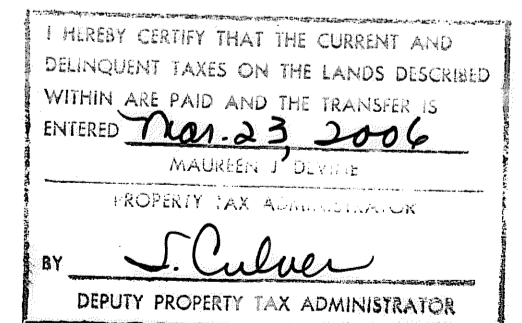 I HEREBY CERTIFY THAT THE CURRENT AND
DELINQUENT TAXES ON THE LANDS DESCRIBED
WITHIN ARE PAID AND THE TRANSFER IS
ENTERED Mar. 23, 2006
MAUREEN J DEVINE
PROPERTY TAX ADMINISTRATOR
BY J. Culver
DEPUTY PROPERTY TAX ADMINISTRATOR